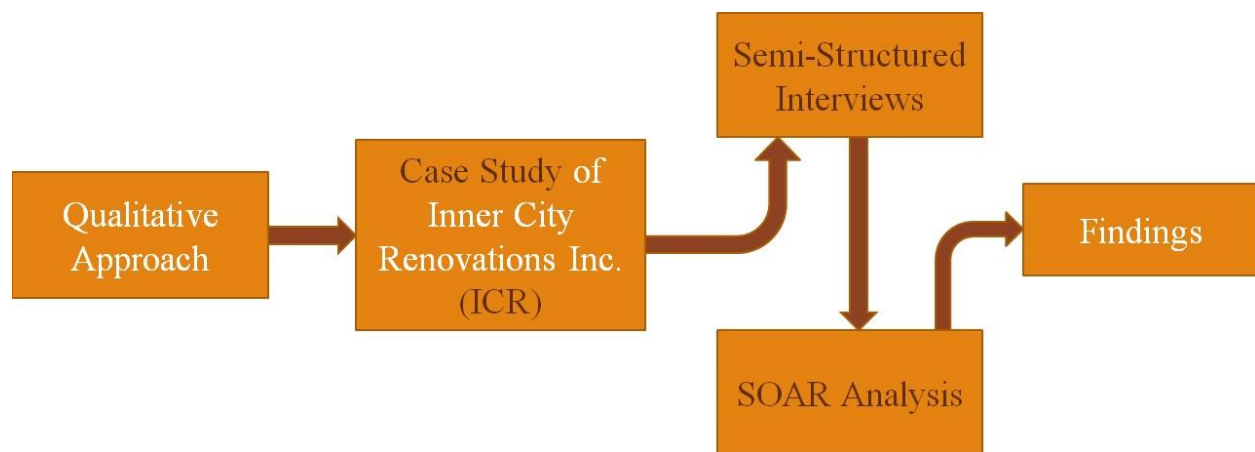 Qualitative
Approach
Case Study of
Inner City
Renovations Inc.
(ICR)
Semi-Structured
Interviews
SOAR Analysis
Findings